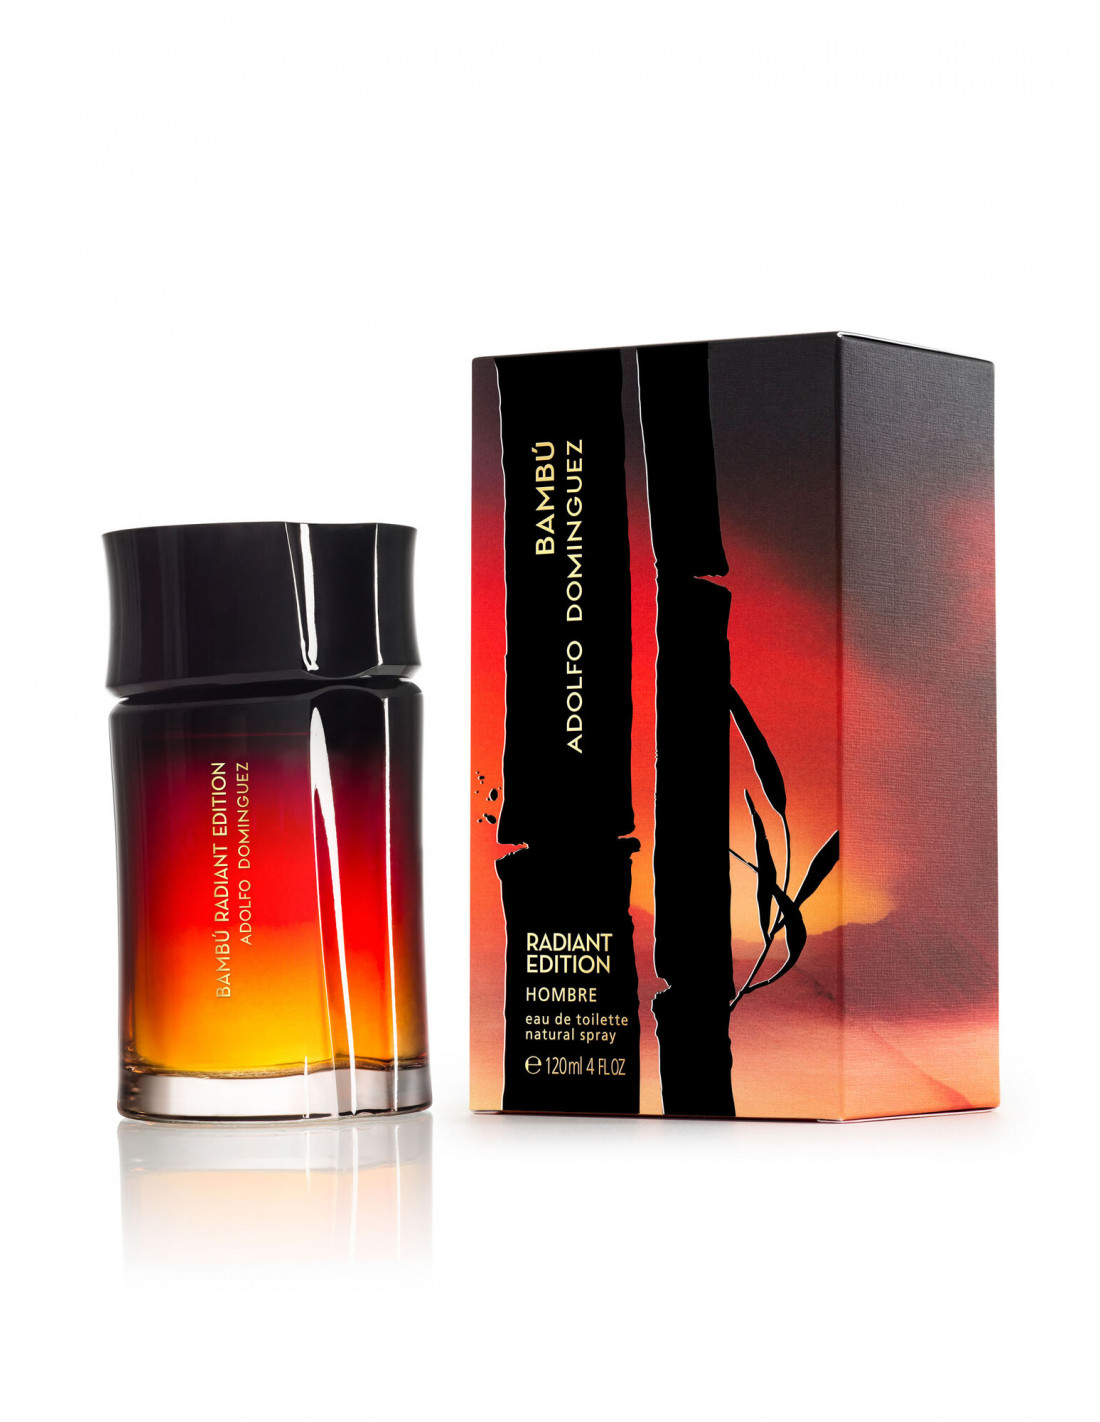 BAMBÚ RADIANT EDITION
ADOLFO DOMINGUEZ
BAMBÚ
ADOLFO DOMINGUEZ
RADIANT
EDITION
HOMBRE
eau de toilette
natural spray
℮ 120ml 4 FL OZ